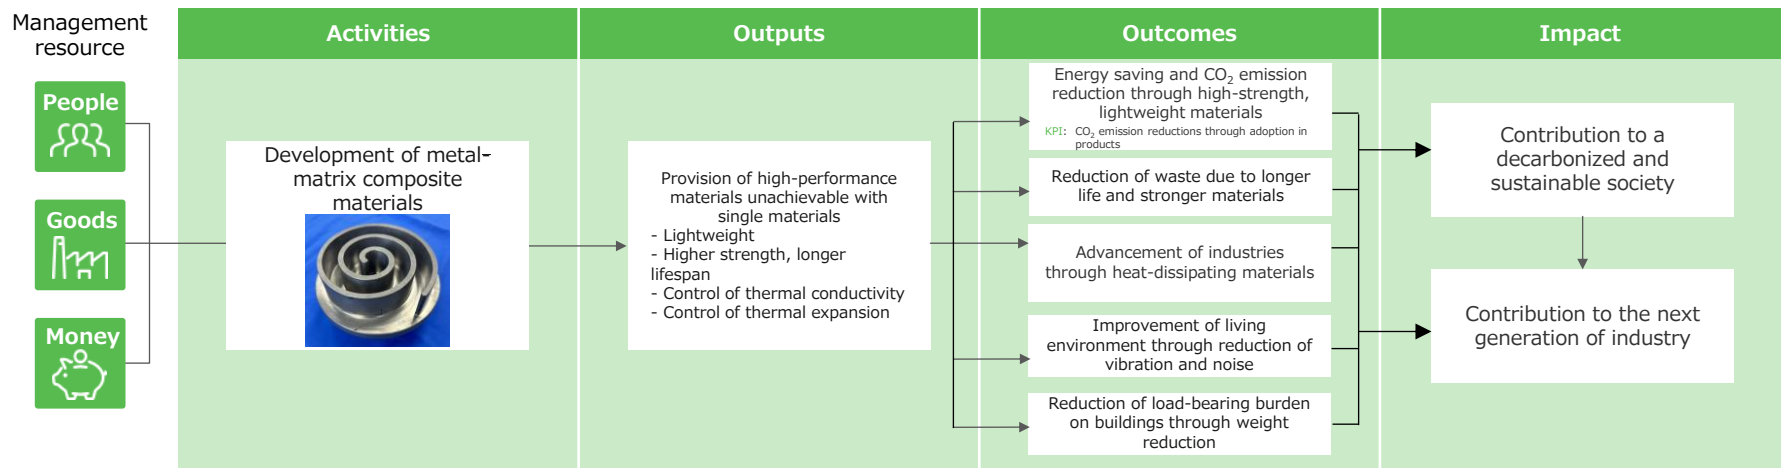 Management
resource
Activities
Outputs
Outcomes
Impact
People
Goods
Money
Development of metal-
matrix composite
materials
Provision of high-performance
materials unachievable with
single materials
- Lightweight
- Higher strength, longer
lifespan
- Control of thermal conductivity
- Control of thermal expansion
Energy saving and CO₂ emission
reduction through high-strength,
lightweight materials
KPI: CO₂ emission reductions through adoption in
products
Reduction of waste due to longer
life and stronger materials
Advancement of industries
through heat-dissipating materials
Improvement of living
environment through reduction of
vibration and noise
Reduction of load-bearing burden
on buildings through weight
reduction
Contribution to a
decarbonized and
sustainable society
Contribution to the next
generation of industry